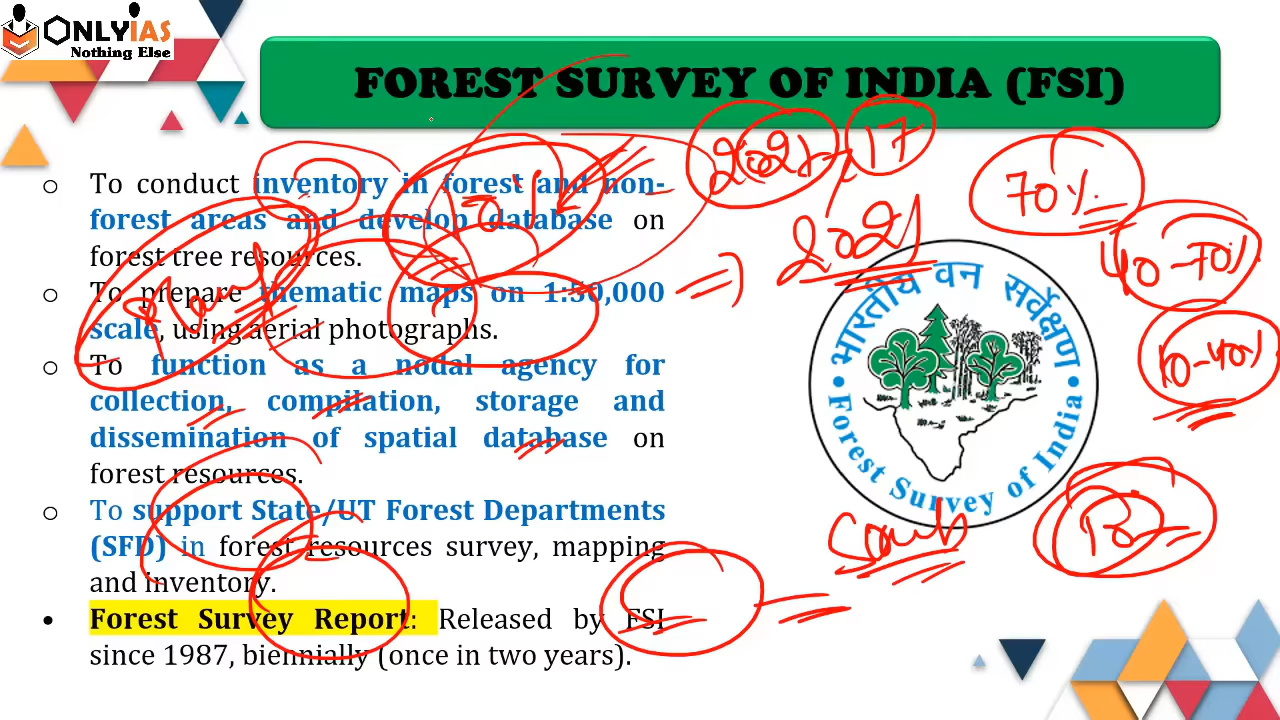 ONLYIAS
Nothing Else
FOREST SURVEY OF INDIA (FSI)
2021 - 17
70%
2021
40-70%
10-40%
10%
Plan
o To conduct inventory in forest and non-
forest areas and develop database on
forest tree resources.
o To prepare thematic maps on 1:50,000
scale, using aerial photographs.
o To function as a nodal agency for
collection, compilation, storage and
dissemination of spatial database on
forest resources.
o To support State/UT Forest Departments
(SFD) in forest resources survey, mapping
and inventory.
• Forest Survey Report: Released by FSI
since 1987, biennially (once in two years).
भारतीय वन सर्वेक्षण
Forest Survey of India
Scrub